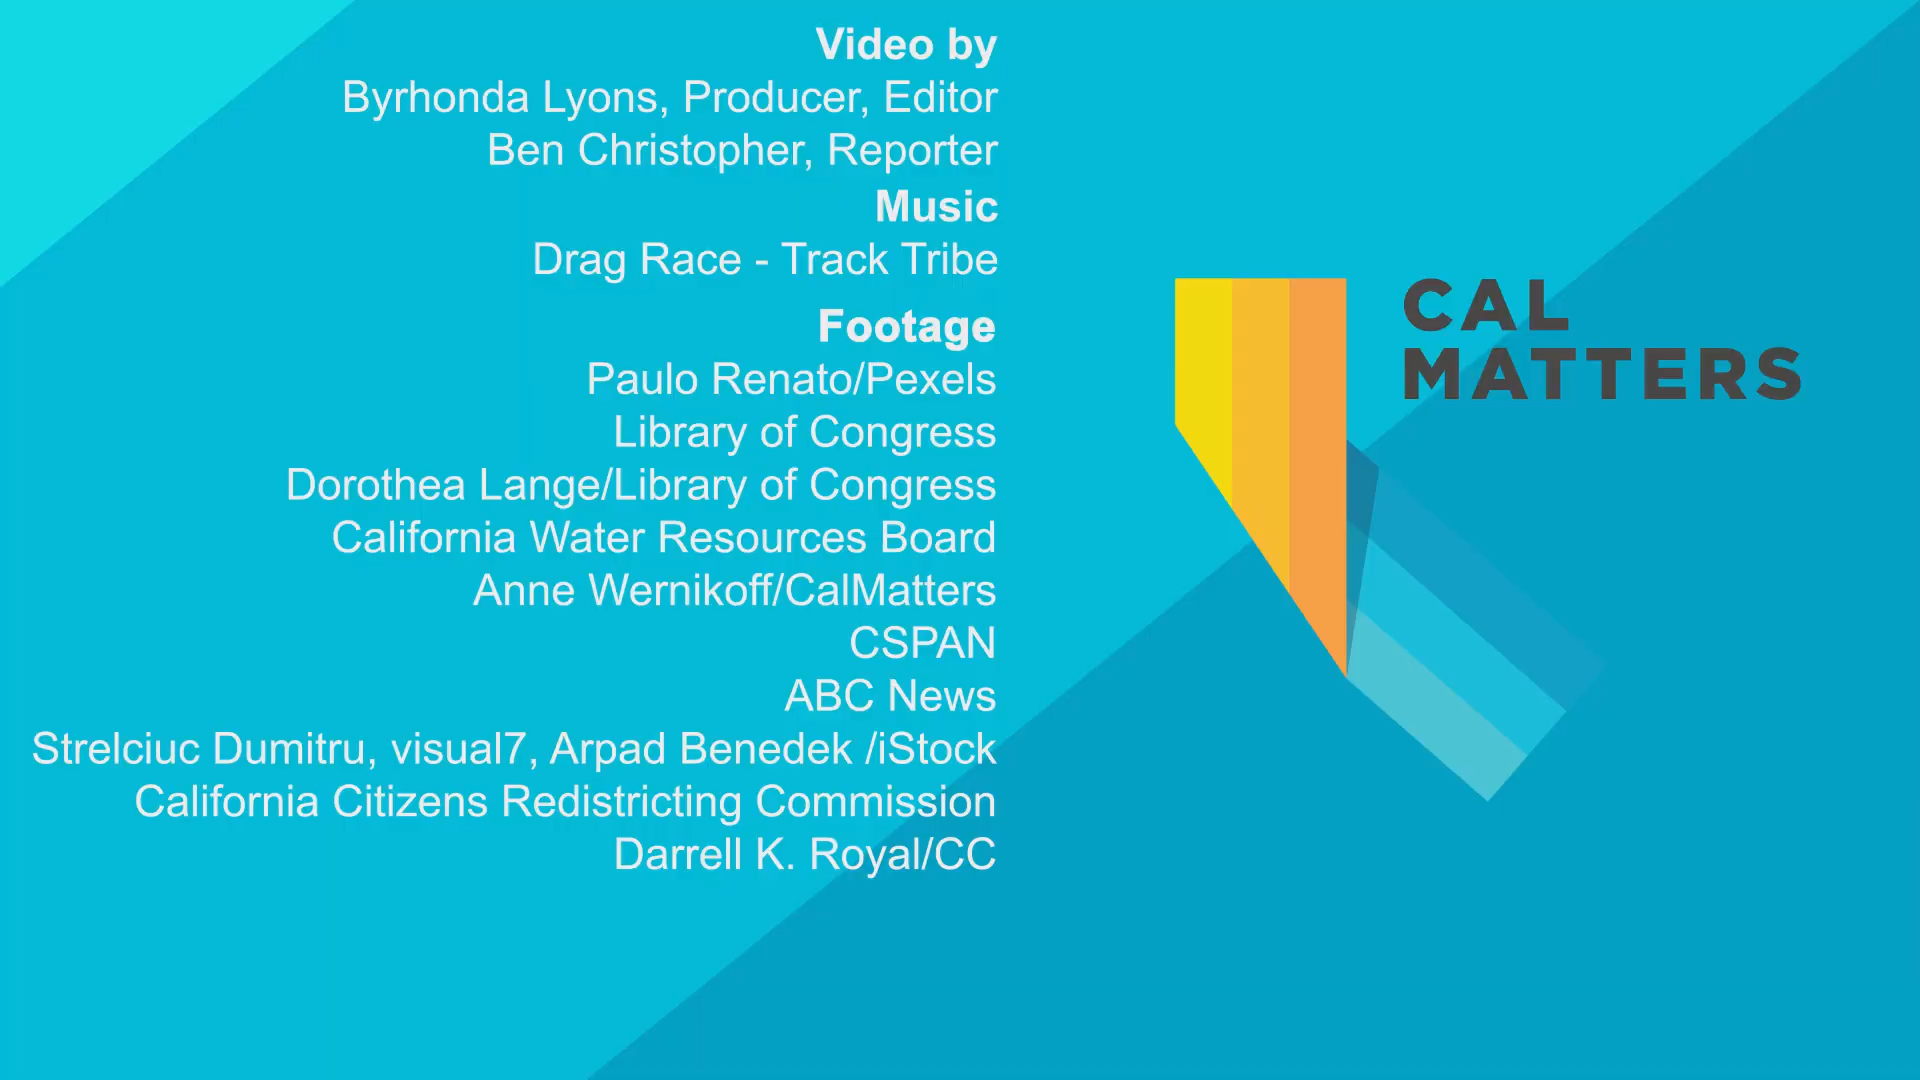 Video by
Byrhonda Lyons, Producer, Editor
Ben Christopher, Reporter
Music
Drag Race - Track Tribe
Footage
Paulo Renato/Pexels
Library of Congress
Dorothea Lange/Library of Congress
California Water Resources Board
Anne Wernikoff/CalMatters
CSPAN
ABC News
Strelciuc Dumitru, visual7, Arpad Benedek /iStock
California Citizens Redistricting Commission
Darrell K. Royal/CC
CAL
MATTERS